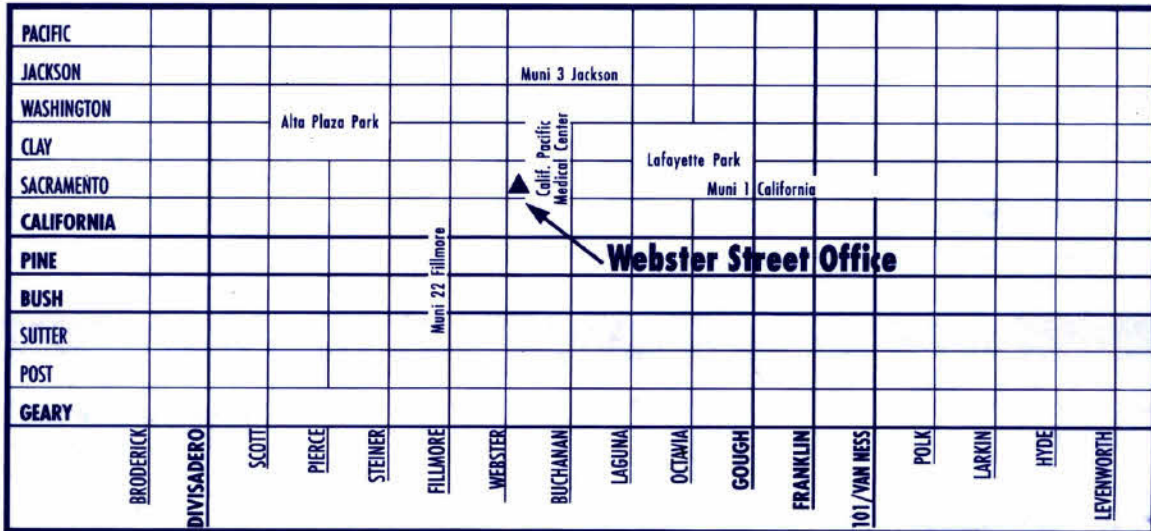 PACIFIC
JACKSON
Muni 3 Jackson
WASHINGTON
Alta Plaza Park
Calif. Pacific
Medical Center
CLAY
Lafayette Park
SACRAMENTO
Muni 1 California
CALIFORNIA
Webster Street Office
PINE
Muni 22 Fillmore
BUSH
SUTTER
POST
GEARY
BRODERICK
DIVISADERO
SCOTT
PIERCE
STEINER
FILLMORE
WEBSTER
BUCHANAN
LAGUNA
OCTAVIA
GOUGH
FRANKLIN
101/VAN NESS
POLK
LARKIN
HYDE
LEVENWORTH